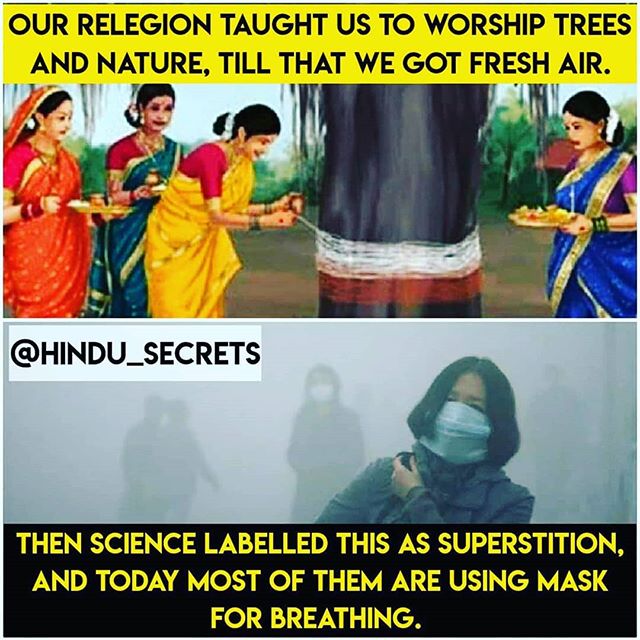 OUR RELEGION TAUGHT US TO WORSHIP TREES
AND NATURE, TILL THAT WE GOT FRESH AIR.
@HINDU_SECRETS
THEN SCIENCE LABELLED THIS AS SUPERSTITION,
AND TODAY MOST OF THEM ARE USING MASK
FOR BREATHING.